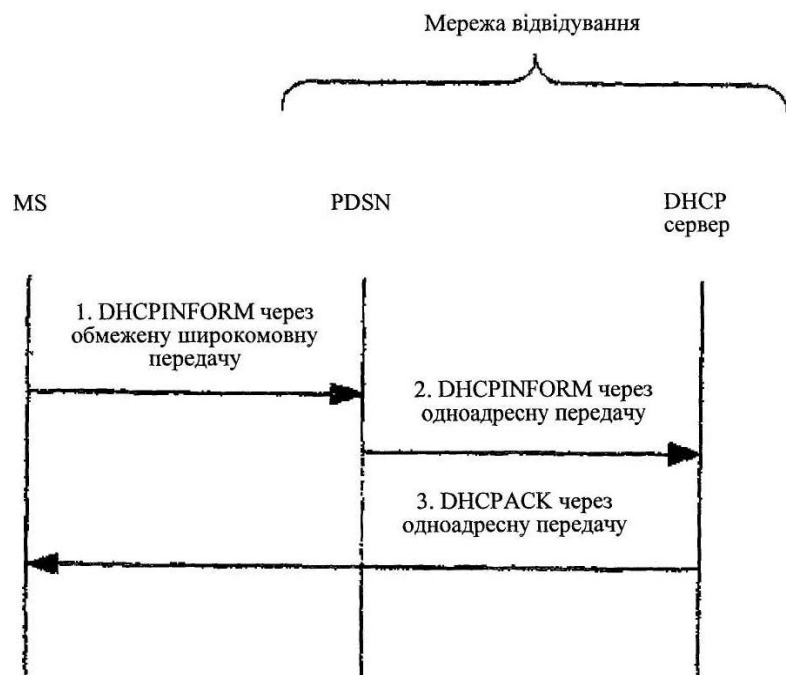 Мережа відвідування
MS
PDSN
DHCP
сервер
1. DHCPINFORM через
обмежену широкомовну
передачу
2. DHCPINFORM через
одноадресну передачу
3. DHCPACK через
одноадресну передачу